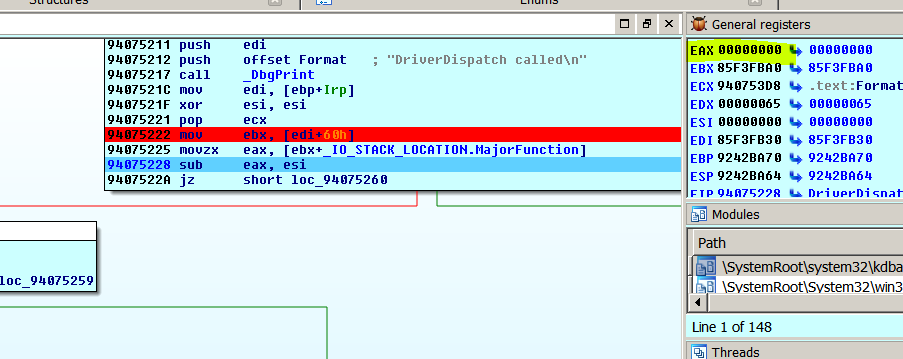 Structures
Enums
94075211 push edi
94075212 push offset Format ; "DriverDispatch called\n"
94075217 call _DbgPrint
9407521C mov edi, [ebp+Irp]
9407521F xor esi, esi
94075221 pop ecx
94075222 mov ebx, [edi+60h]
94075225 movzx eax, [ebx+_IO_STACK_LOCATION.MajorFunction]
94075228 sub eax, esi
9407522A jz short loc_94075260
loc_94075259
General registers
EAX 00000000 00000000
EBX 85F3FBA0 85F3FBA0
ECX 940753D8 .text:Format
EDX 00000065 00000065
ESI 00000000 00000000
EDI 85F3FB30 85F3FB30
EBP 9242BA70 9242BA70
ESP 9242BA64 9242BA64
EIP 94075228 DriverDispat
Modules
Path
\SystemRoot\system32\kdba
\SystemRoot\System32\win3
Line 1 of 148
Threads